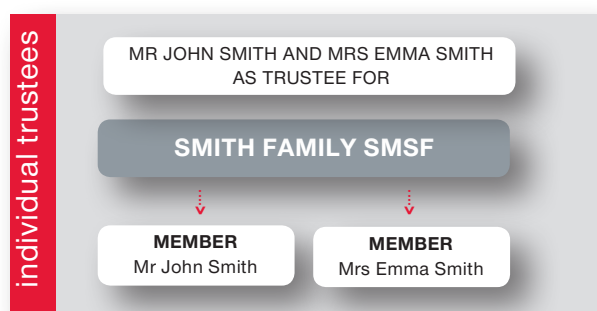 individual trustees
MR JOHN SMITH AND MRS EMMA SMITH
AS TRUSTEE FOR
SMITH FAMILY SMSF
MEMBER
Mr John Smith
MEMBER
Mrs Emma Smith